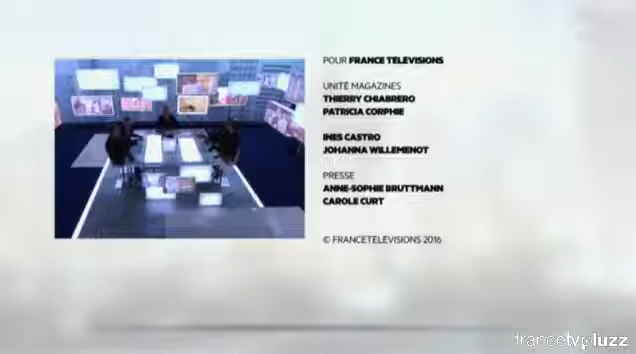 POUR FRANCE TELEVISIONS
UNITÉ MAGAZINES
THIERRY CHIABRERO
PATRICIA CORPHIE
INES CASTRO
JOHANNA WILLEMENOT
PRESSE
ANNE-SOPHIE BRUTTMANN
CAROLE CURT
© FRANCETELEVISIONS 2016
francetvpluzz